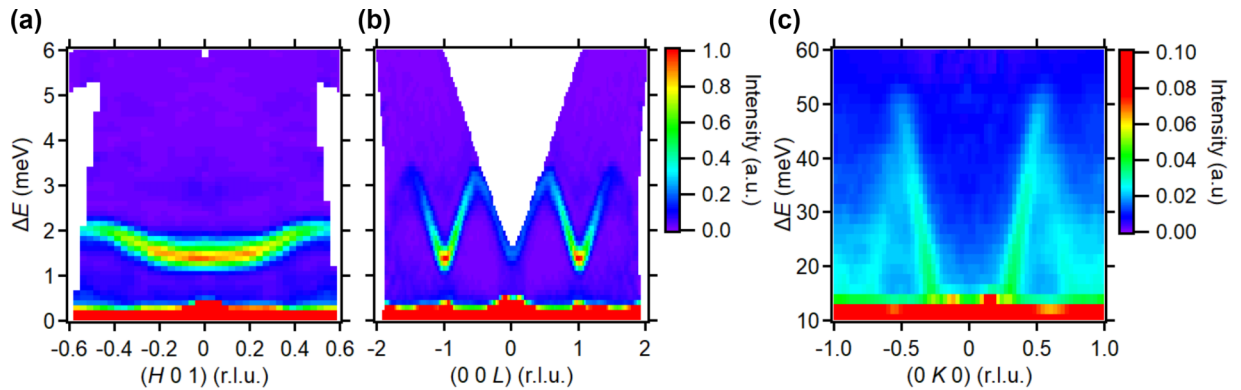 (a)
(b)
(c)
6
5
4
3
2
1
0
ΔE (meV)
-0.6 -0.4 -0.2 0 0.2 0.4 0.6
(H 0 1) (r.l.u.)
-2 -1 0 1 2
(0 0 L) (r.l.u.)
1.0
0.8
0.6
0.4
0.2
0.0
Intensity (a.u.)
60
50
40
30
20
10
ΔE (meV)
-1.0 -0.5 0.0 0.5 1.0
(0 K 0) (r.l.u.)
0.10
0.08
0.06
0.04
0.02
0.00
Intensity (a.u)